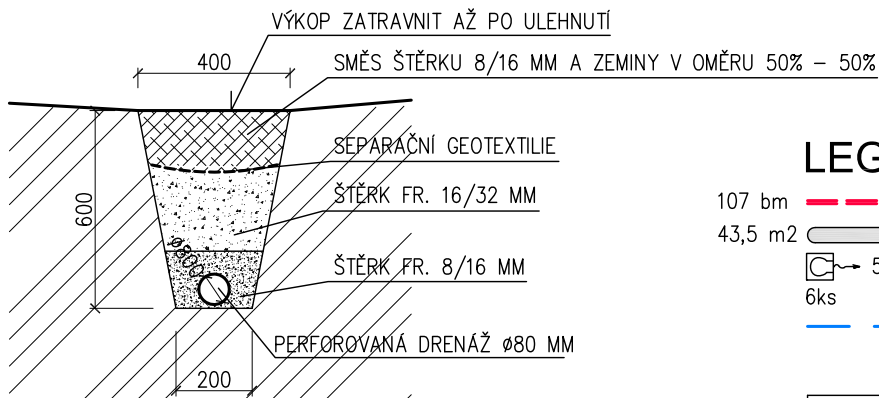 VÝKOP ZATRAVNIT AŽ PO ULEHNUTÍ
400
SMĚS ŠTĚRKU 8/16 MM A ZEMINY V OMĚRU 50% – 50%
SEPARAČNÍ GEOTEXTILIE
ŠTĚRK FR. 16/32 MM
600
ø800
ŠTĚRK FR. 8/16 MM
PERFOROVANÁ DRENÁŽ ø80 MM
200
LEG
107 bm
43,5 m2
5
6ks